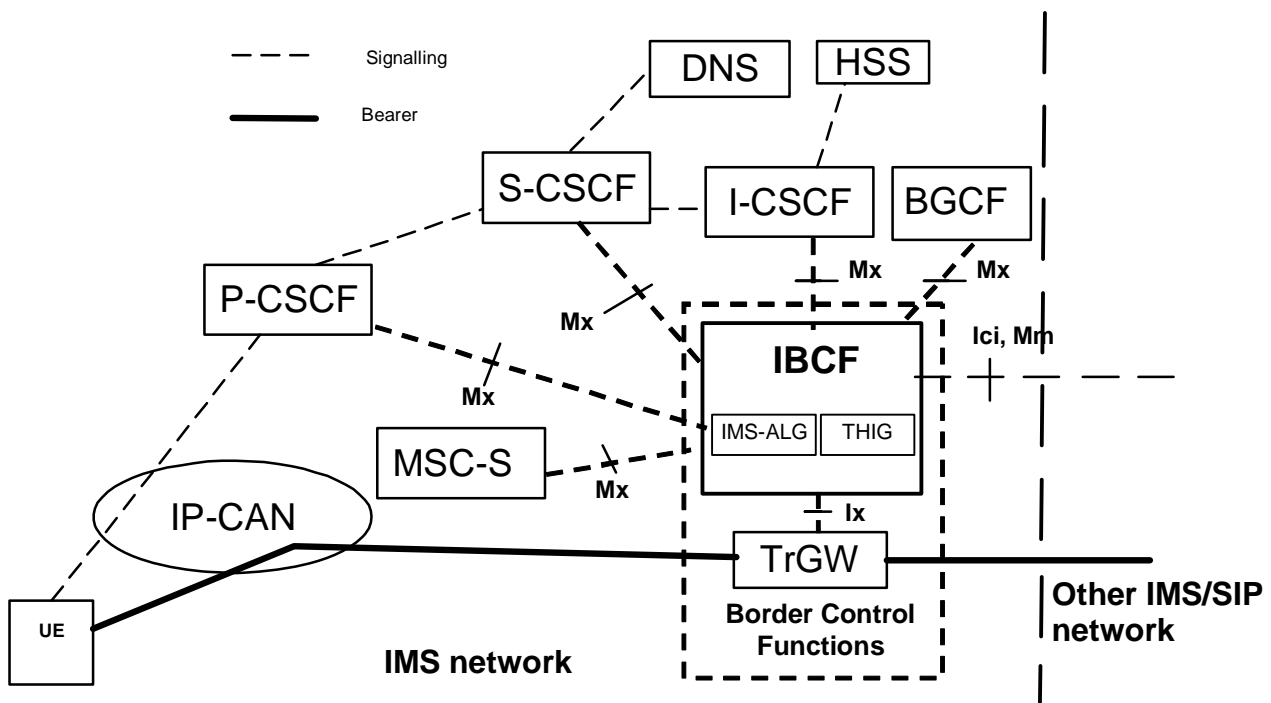 Signalling
DNS
HSS
Bearer
S-CSCF
I-CSCF
BGCF
Mx
Mx
P-CSCF
Mx
Ici, Mm
IBCF
Mx
IMS-ALG
THIG
MSC-S
Mx
IP-CAN
Ix
TrGW
Other IMS/SIP
network
UE
Border Control
Functions
IMS network